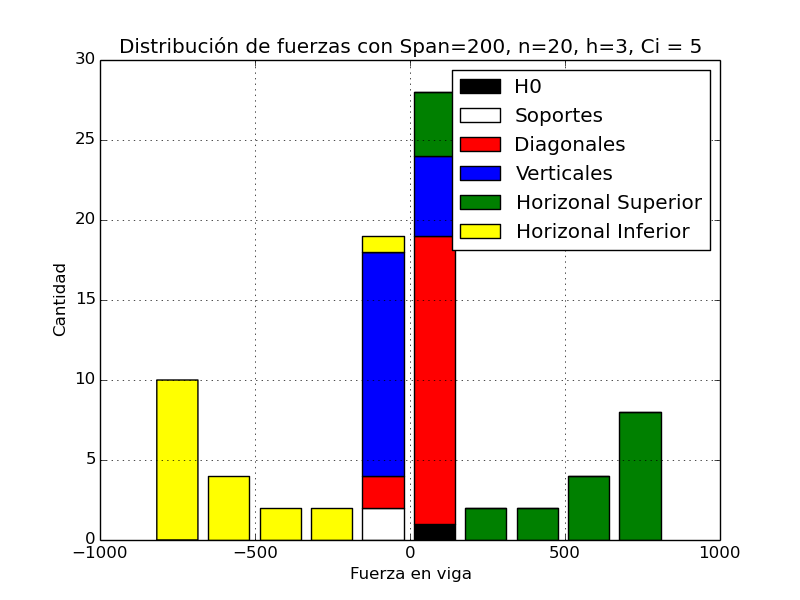 Distribución de fuerzas con Span=200, n=20, h=3, Ci = 5
30
25
20
15
10
5
0
Cantidad
H0
Soportes
Diagonales
Verticales
Horizonal Superior
Horizonal Inferior
−1000 −500 0 500 1000
Fuerza en viga